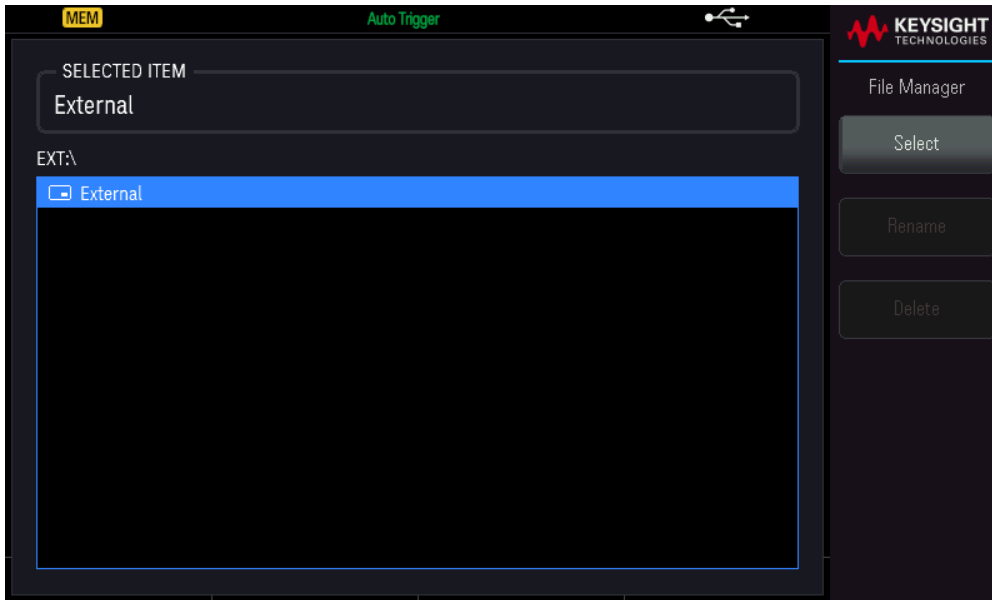 MEM
Auto Trigger
KEYSIGHT
TECHNOLOGIES
File Manager
SELECTED ITEM
External
Select
EXT:\
External
Rename
Delete